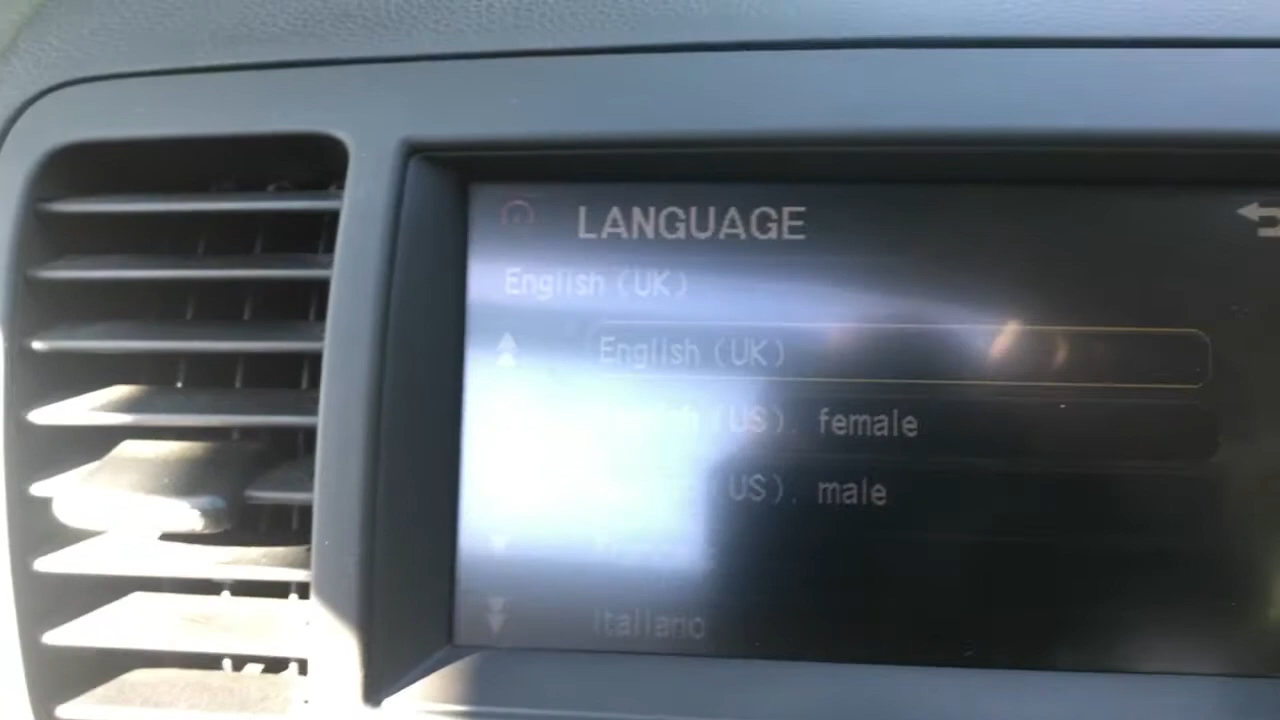 LANGUAGE
English (UK)
English (UK)
(US). female
US). male
Italiano